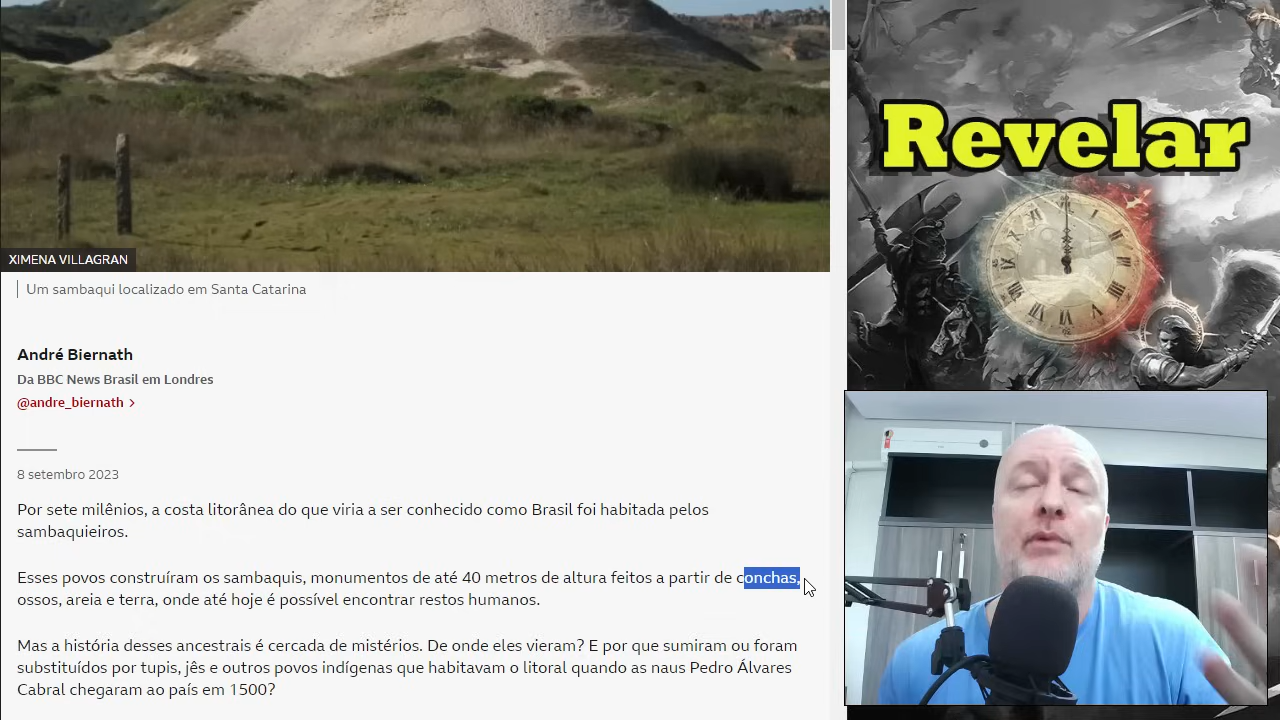 XIMENA VILLAGRAN
Um sambaqui localizado em Santa Catarina
André Biernath
Da BBC News Brasil em Londres
@andre_biernath
8 setembro 2023
Por sete milênios, a costa litorânea do que viria a ser conhecido como Brasil foi habitada pelos
sambaquieiros.
Esses povos construíram os sambaquis, monumentos de até 40 metros de altura feitos a partir de conchas,
ossos, areia e terra, onde até hoje é possível encontrar restos humanos.
Mas a história desses ancestrais é cercada de mistérios. De onde eles vieram? E por que sumiram ou foram
substituídos por tupis, jês e outros povos indígenas que habitavam o litoral quando as naus Pedro Álvares
Cabral chegaram ao país em 1500?
Revelar